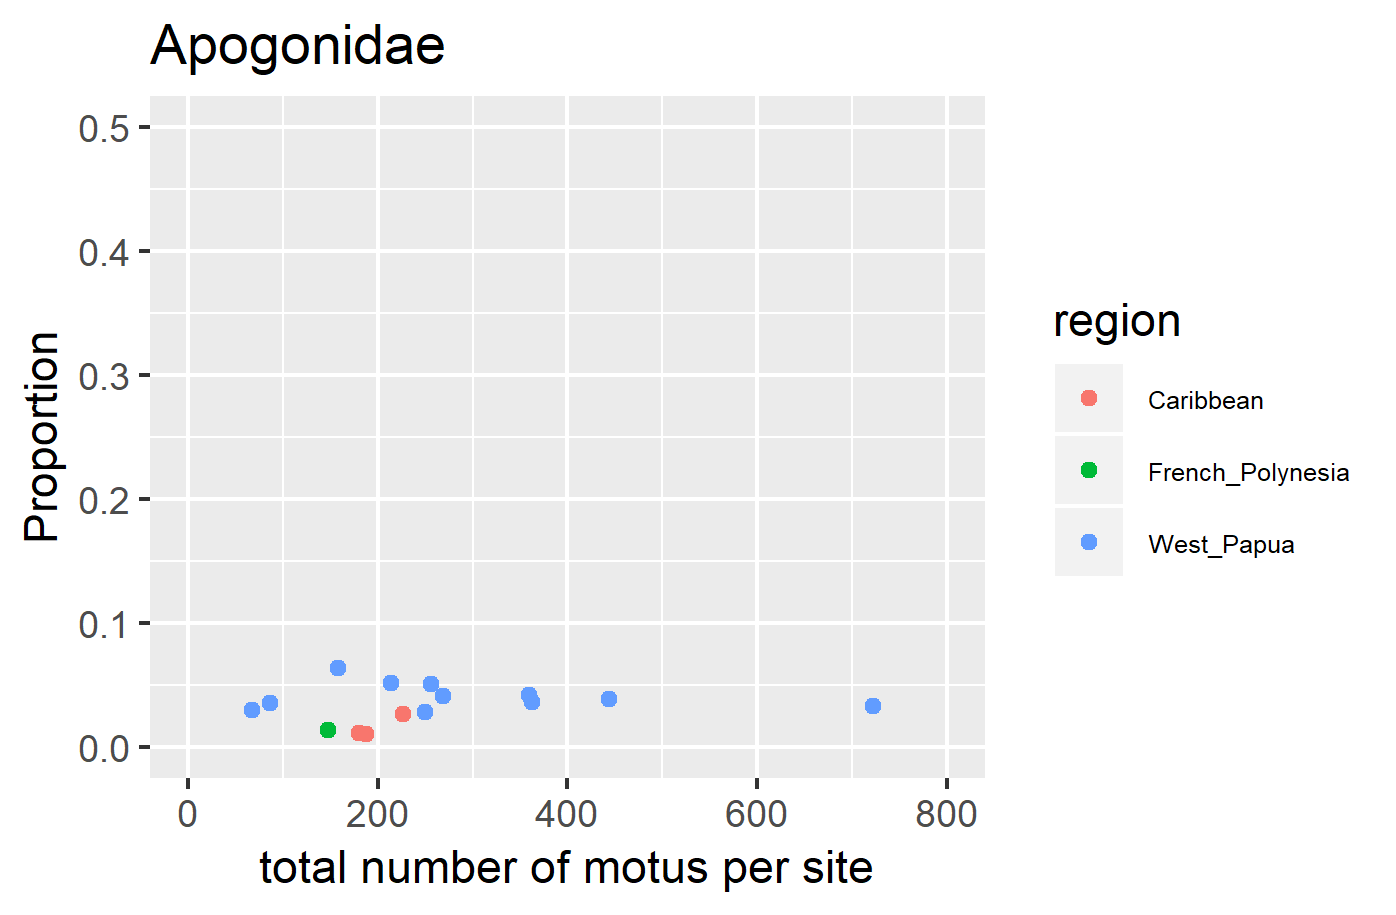 Apogonidae
0.5
0.4
0.3
0.2
0.1
0.0
Proportion
0 200 400 600 800
total number of motus per site
region
Caribbean
French_Polynesia
West_Papua